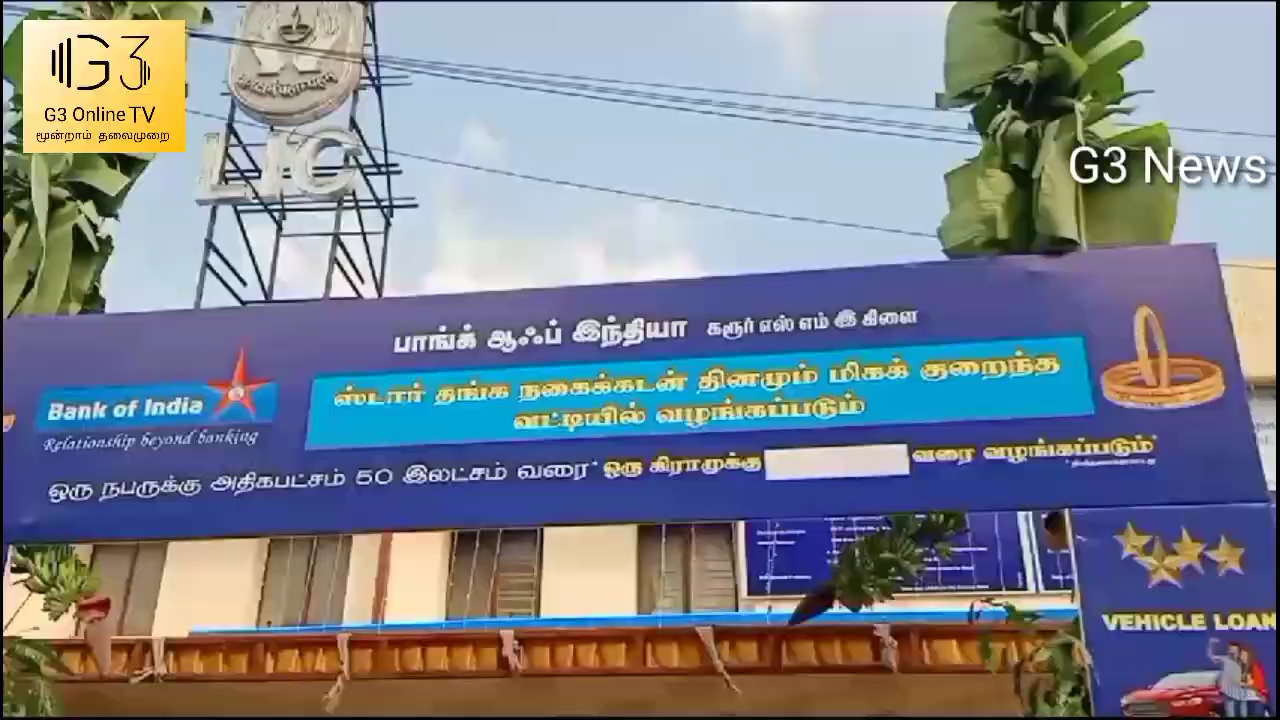 G3
G3 Online TV
மூன்றாம் தலைமுறை
G3 News
LIC
பாங்க் ஆஃப் இந்தியா கரூர் எஸ் எம் இ கிளை
Bank of India
Relationship beyond banking
ஸ்டார் தங்க நகைக்கடன் தினமும் மிகக் குறைந்த
வட்டியில் வழங்கப்படும்
ஒரு நபருக்கு அதிகபட்சம் 50 இலட்சம் வரை* ஒரு கிராமுக்கு வரை வழங்கப்படும்*
VEHICLE LOAN